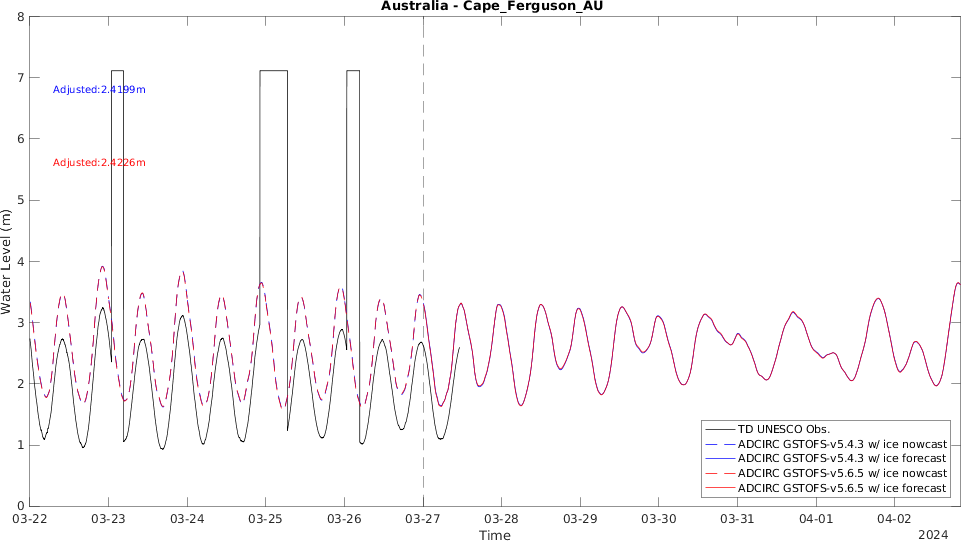 Australia - Cape_Ferguson_AU
8
7
6
5
4
3
2
1
0
Water Level (m)
Adjusted:2.4199m
Adjusted:2.4226m
TD UNESCO Obs.
ADCIRC GSTOFS-v5.4.3 w/ ice nowcast
ADCIRC GSTOFS-v5.4.3 w/ ice forecast
ADCIRC GSTOFS-v5.6.5 w/ ice nowcast
ADCIRC GSTOFS-v5.6.5 w/ ice forecast
03-22 03-23 03-24 03-25 03-26 03-27 03-28 03-29 03-30 03-31 04-01 04-02
Time
2024